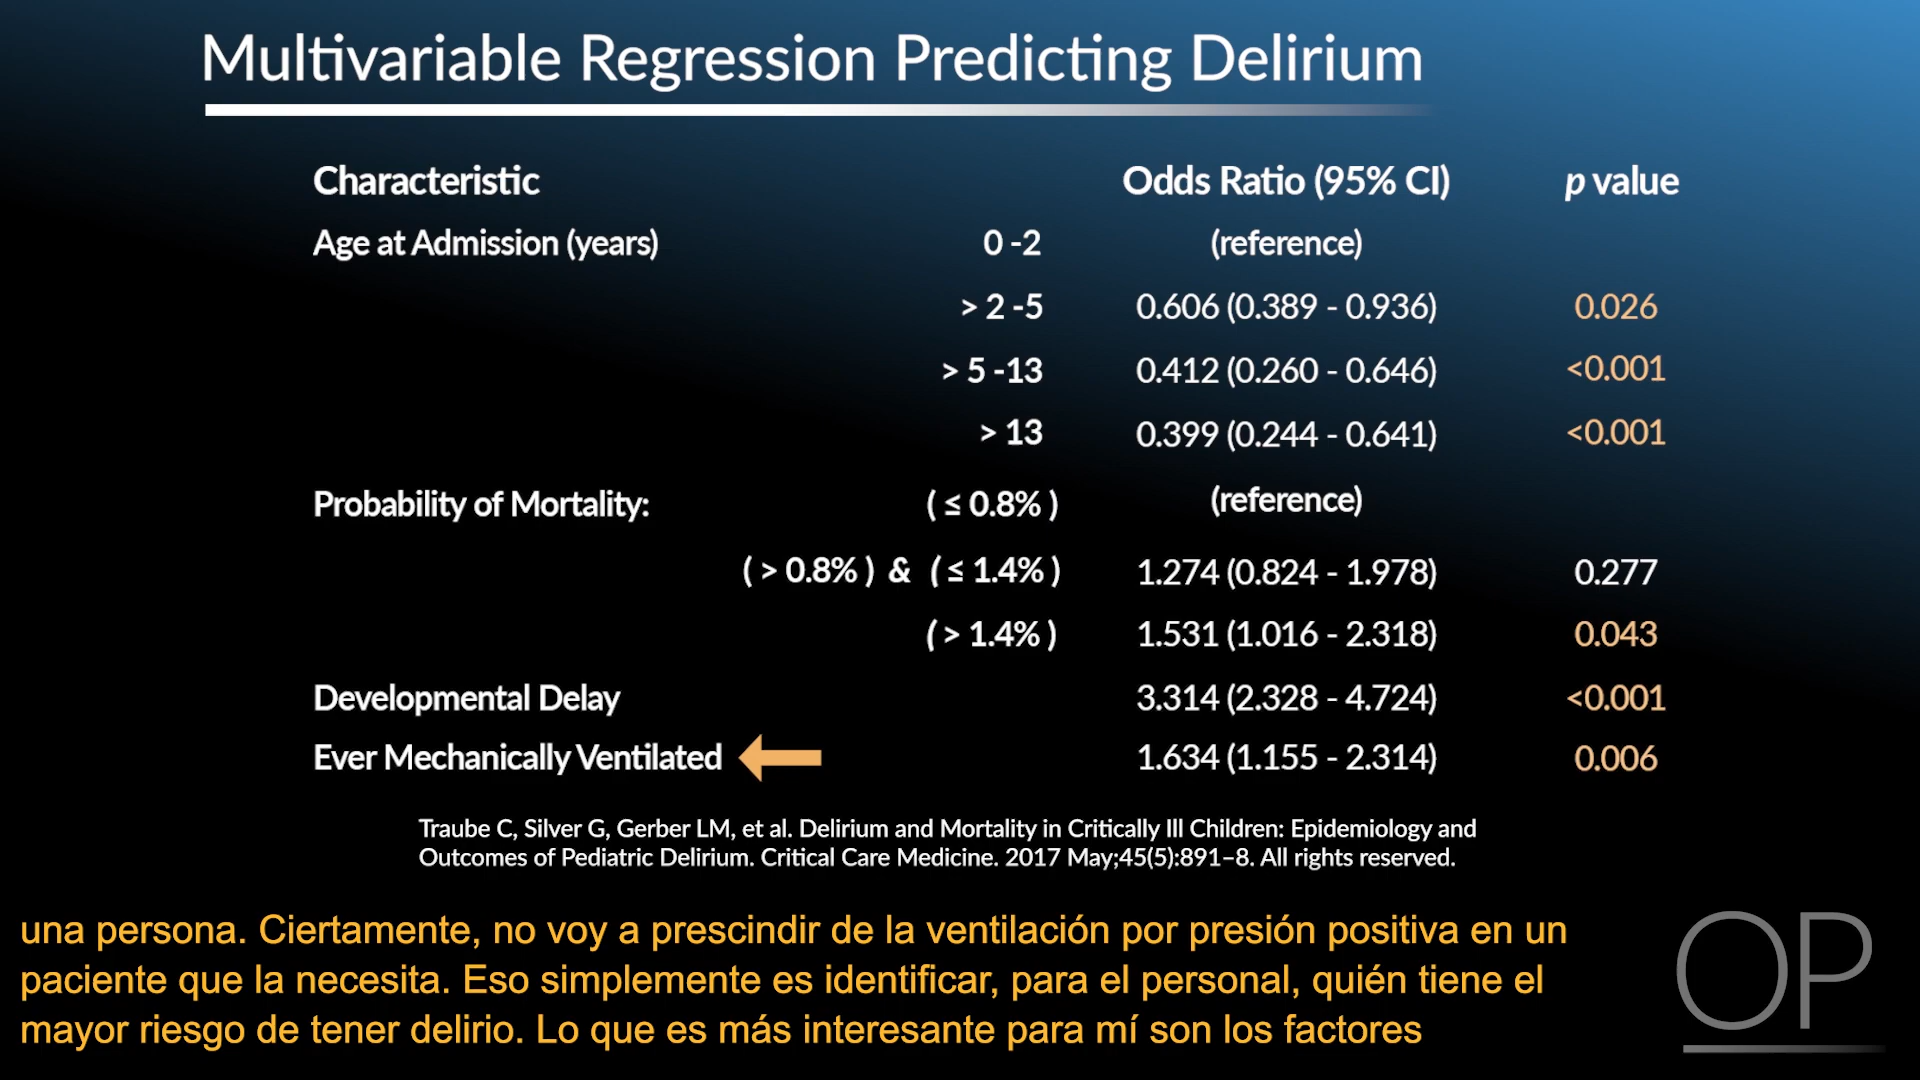 Multivariable Regression Predicting Delirium
Characteristic Odds Ratio (95% CI) p value
Age at Admission (years) 0 -2 (reference)
> 2 -5 0.606 (0.389 - 0.936) 0.026
> 5 -13 0.412 (0.260 - 0.646) <0.001
> 13 0.399 (0.244 - 0.641) <0.001
Probability of Mortality: ( ≤ 0.8% ) (reference)
( > 0.8% ) & ( ≤ 1.4% ) 1.274 (0.824 - 1.978) 0.277
( > 1.4% ) 1.531 (1.016 - 2.318) 0.043
Developmental Delay 3.314 (2.328 - 4.724) <0.001
Ever Mechanically Ventilated 1.634 (1.155 - 2.314) 0.006
Traube C, Silver G, Gerber LM, et al. Delirium and Mortality in Critically Ill Children: Epidemiology and
Outcomes of Pediatric Delirium. Critical Care Medicine. 2017 May;45(5):891–8. All rights reserved.
una persona. Ciertamente, no voy a prescindir de la ventilación por presión positiva en un
paciente que la necesita. Eso simplemente es identificar, para el personal, quién tiene el
mayor riesgo de tener delirio. Lo que es más interesante para mí son los factores
OP